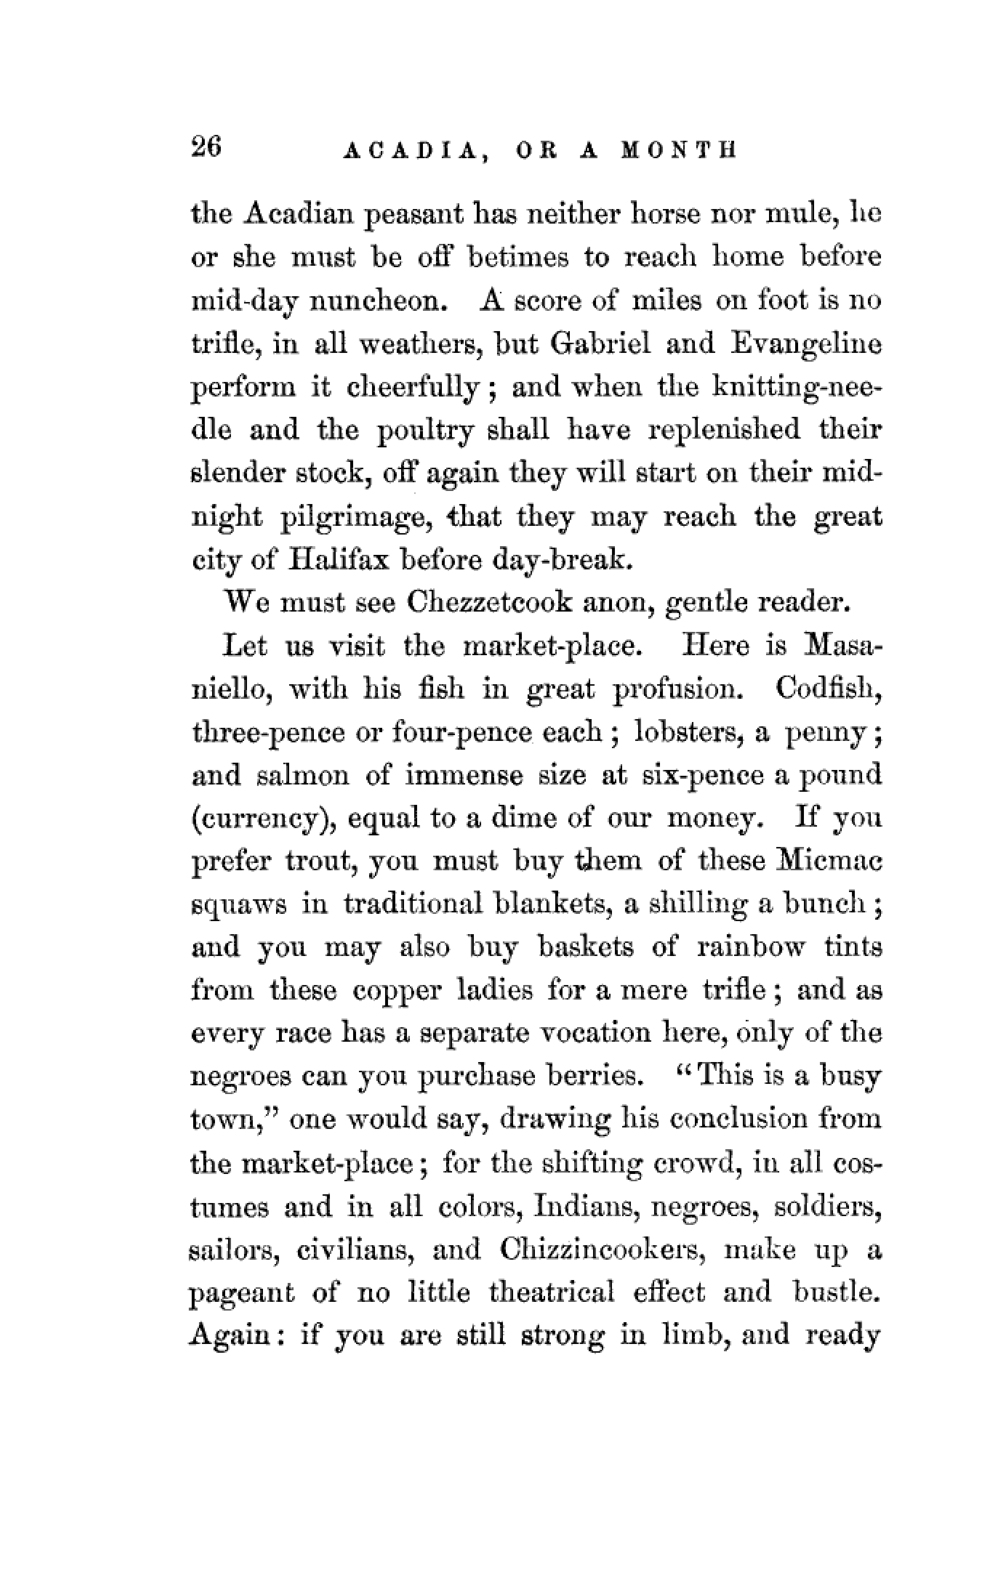 26 ACADIA, OR A MONTH
the Acadian peasant has neither horse nor mule, he
or she must be off betimes to reach home before
mid-day nuncheon. A score of miles on foot is no
trifle, in all weathers, but Gabriel and Evangeline
perform it cheerfully; and when the knitting-nee-
dle and the poultry shall have replenished their
slender stock, off again they will start on their mid-
night pilgrimage, that they may reach the great
city of Halifax before day-break.
We must see Chezzetcook anon, gentle reader.
Let us visit the market-place. Here is Masa-
niello, with his fish in great profusion. Codfish,
three-pence or four-pence each; lobsters, a penny;
and salmon of immense size at six-pence a pound
(currency), equal to a dime of our money. If you
prefer trout, you must buy them of these Micmac
squaws in traditional blankets, a shilling a bunch;
and you may also buy baskets of rainbow tints
from these copper ladies for a mere trifle; and as
every race has a separate vocation here, only of the
negroes can you purchase berries. “This is a busy
town,” one would say, drawing his conclusion from
the market-place; for the shifting crowd, in all cos-
tumes and in all colors, Indians, negroes, soldiers,
sailors, civilians, and Chizzincookers, make up a
pageant of no little theatrical effect and bustle.
Again: if you are still strong in limb, and ready